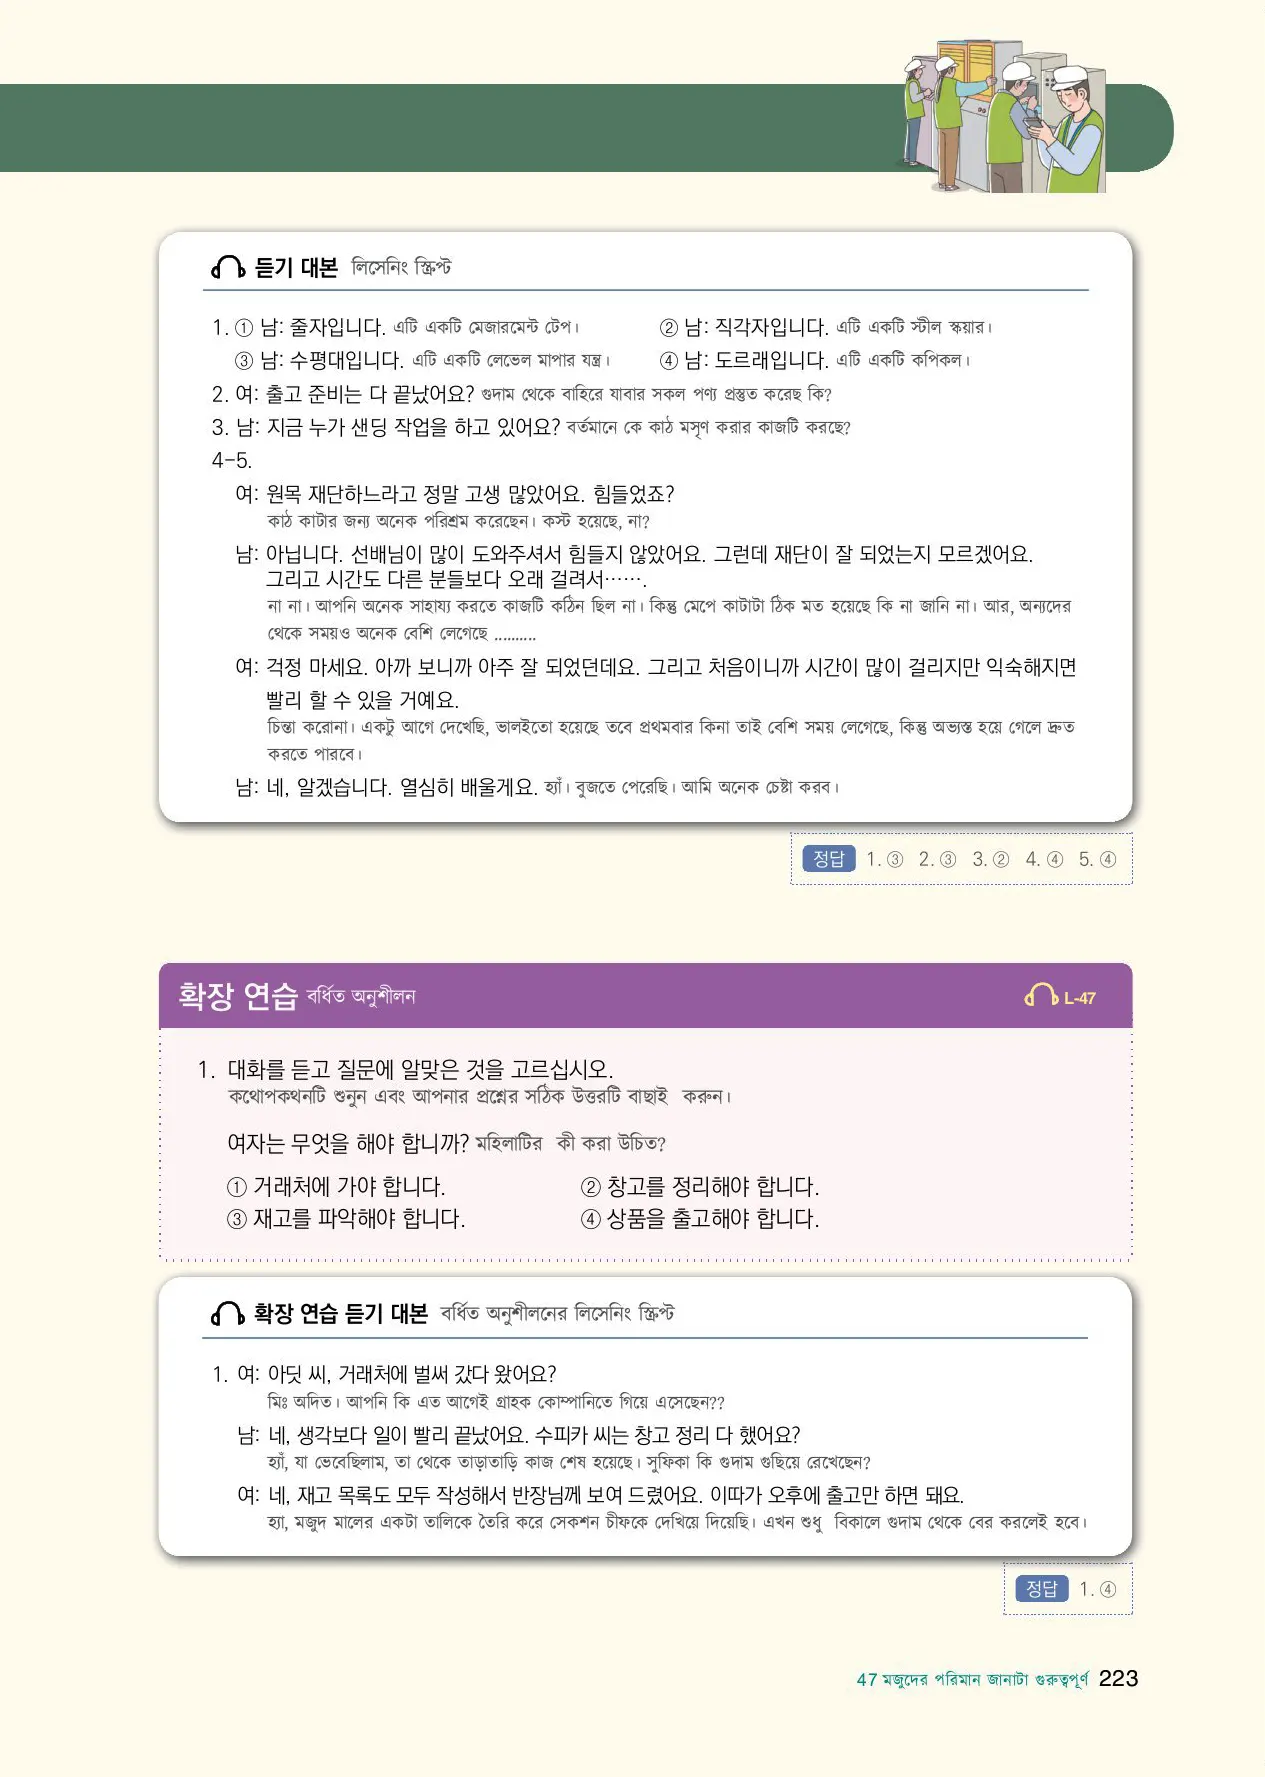 듣기 대본 লিসেনিং স্ক্রিপ্ট
1. ① 남: 줄자입니다. এটি একটি মেজারমেন্ট টেপ। ② 남: 직각자입니다. এটি একটি স্টীল স্কয়ার।
③ 남: 수평대입니다. এটি একটি লেভেল মাপার যন্ত্র। ④ 남: 도르래입니다. এটি একটি কপিকল।
2. 여: 출고 준비는 다 끝났어요? গুদাম থেকে বাহিরে যাবার সকল পণ্য প্রস্তুত করেছ কি?
3. 남: 지금 누가 샌딩 작업을 하고 있어요? বর্তমানে কে কাঠ মসৃণ করার কাজটি করছে?
4-5.
여: 원목 재단하느라고 정말 고생 많았어요. 힘들었죠?
কাঠ কাটার জন্য অনেক পরিশ্রম করেছেন। কস্ট হয়েছে, না?
남: 아닙니다. 선배님이 많이 도와주셔서 힘들지 않았어요. 그런데 재단이 잘 되었는지 모르겠어요.
그리고 시간도 다른 분들보다 오래 걸려서…….
না না। আপনি অনেক সাহায্য করতে কাজটি কঠিন ছিল না। কিন্তু মেপে কাটাটা ঠিক মত হয়েছে কি না জানি না। আর, অন্যদের
থেকে সময়ও অনেক বেশি লেগেছে ..........
여: 걱정 마세요. 아까 보니까 아주 잘 되었던데요. 그리고 처음이니까 시간이 많이 걸리지만 익숙해지면
빨리 할 수 있을 거예요.
চিন্তা করোনা। একটু আগে দেখেছি, ভালইতো হয়েছে তবে প্রথমবার কিনা তাই বেশি সময় লেগেছে, কিন্তু অভ্যস্ত হয়ে গেলে দ্রুত
করতে পারবে।
남: 네, 알겠습니다. 열심히 배울게요. হ্যাঁ। বুজতে পেরেছি। আমি অনেক চেষ্টা করব।
정답 1. ③ 2. ③ 3. ② 4. ④ 5. ④
확장 연습 বর্ধিত অনুশীলন L-47
1. 대화를 듣고 질문에 알맞은 것을 고르십시오.
কথোপকথনটি শুনুন এবং আপনার প্রশ্নের সঠিক উত্তরটি বাছাই করুন।
여자는 무엇을 해야 합니까? মহিলাটির কী করা উচিত?
① 거래처에 가야 합니다. ② 창고를 정리해야 합니다.
③ 재고를 파악해야 합니다. ④ 상품을 출고해야 합니다.
확장 연습 듣기 대본 বর্ধিত অনুশীলনের লিসেনিং স্ক্রিপ্ট
1. 여: 아딧 씨, 거래처에 벌써 갔다 왔어요?
মিঃ অদিত। আপনি কি এত আগেই গ্রাহক কোম্পানিতে গিয়ে এসেছেন??
남: 네, 생각보다 일이 빨리 끝났어요. 수피카 씨는 창고 정리 다 했어요?
হ্যাঁ, যা ভেবেছিলাম, তা থেকে তাড়াতাড়ি কাজ শেষ হয়েছে। সুফিকা কি গুদাম গুছিয়ে রেখেছেন?
여: 네, 재고 목록도 모두 작성해서 반장님께 보여 드렸어요. 이따가 오후에 출고만 하면 돼요.
হ্যা, মজুদ মালের একটা তালিকে তৈরি করে সেকশন চীফকে দেখিয়ে দিয়েছি। এখন শুধু বিকালে গুদাম থেকে বের করলেই হবে।
정답 1. ④
47 মজুদের পরিমান জানাটা গুরুত্বপূর্ণ 223